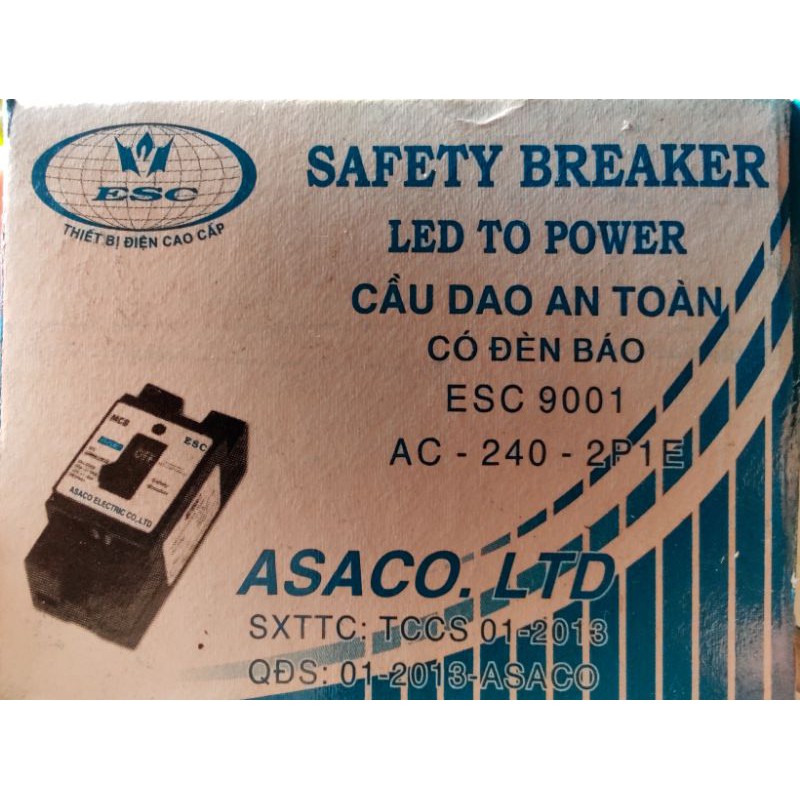 ESC
THIẾT BỊ ĐIỆN CAO CẤP
SAFETY BREAKER
LED TO POWER
CẦU DAO AN TOÀN
CÓ ĐÈN BÁO
ESC 9001
AC - 240 - 2P1E
MCB
ESC
OFF
ASACO ELECTRIC CO.,LTD
ASACO. LTD
SXTTC: TCCS 01-2013
QĐS: 01-2013-ASACO